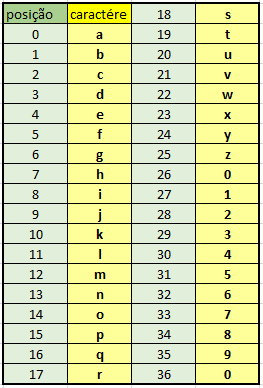 posição caractére 18 s
0 a 19 t
1 b 20 u
2 c 21 v
3 d 22 w
4 e 23 x
5 f 24 y
6 g 25 z
7 h 26 0
8 i 27 1
9 j 28 2
10 k 29 3
11 l 30 4
12 m 31 5
13 n 32 6
14 o 33 7
15 p 34 8
16 q 35 9
17 r 36 0